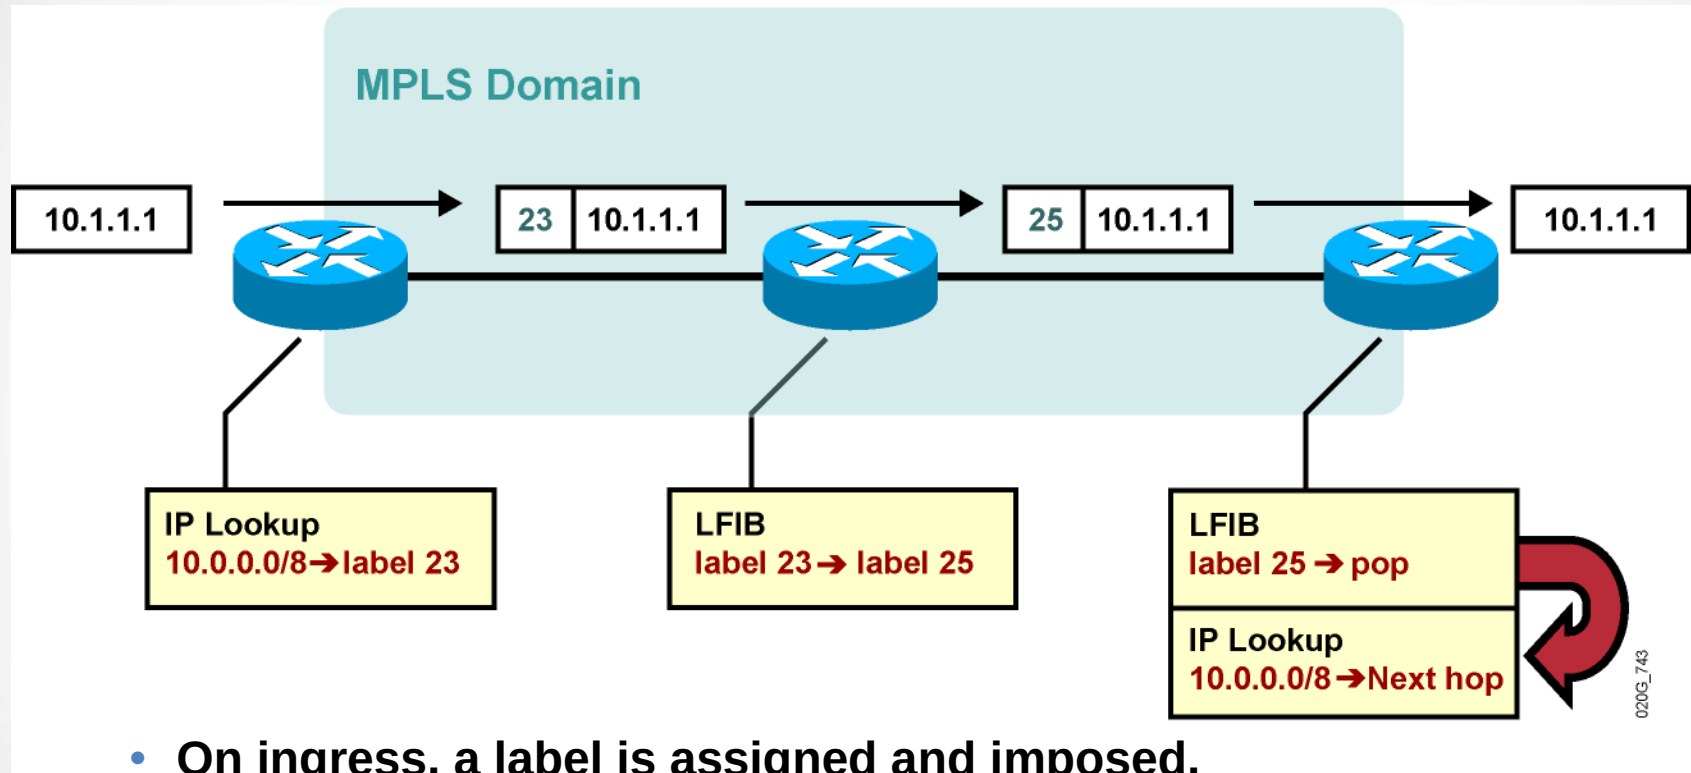 MPLS Domain
10.1.1.1
23 10.1.1.1
25 10.1.1.1
10.1.1.1
IP Lookup
10.0.0.0/8➔label 23
LFIB
label 23➔ label 25
LFIB
label 25 ➔ pop
IP Lookup
10.0.0.0/8➔Next hop
020G_743
• On ingress, a label is assigned and imposed.